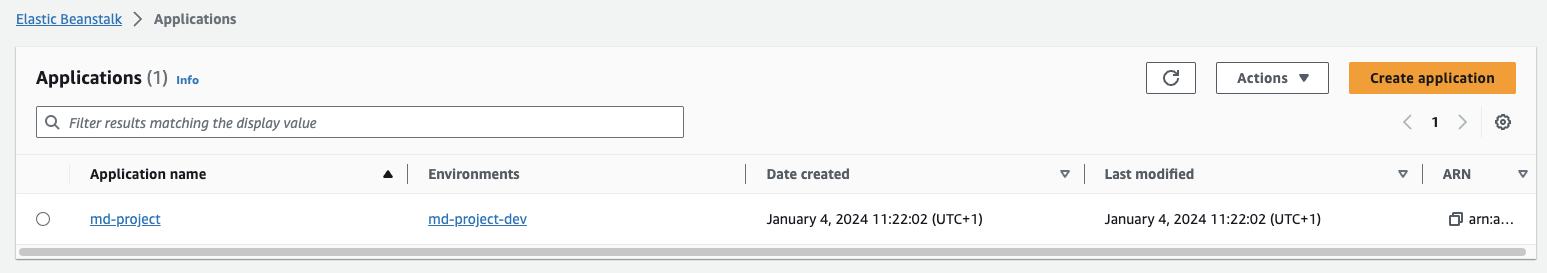 Elastic Beanstalk > Applications
Applications (1) Info
Actions
Create application
Filter results matching the display value
1
Application name Environments Date created Last modified ARN
md-project md-project-dev January 4, 2024 11:22:02 (UTC+1) January 4, 2024 11:22:02 (UTC+1) arn:a...